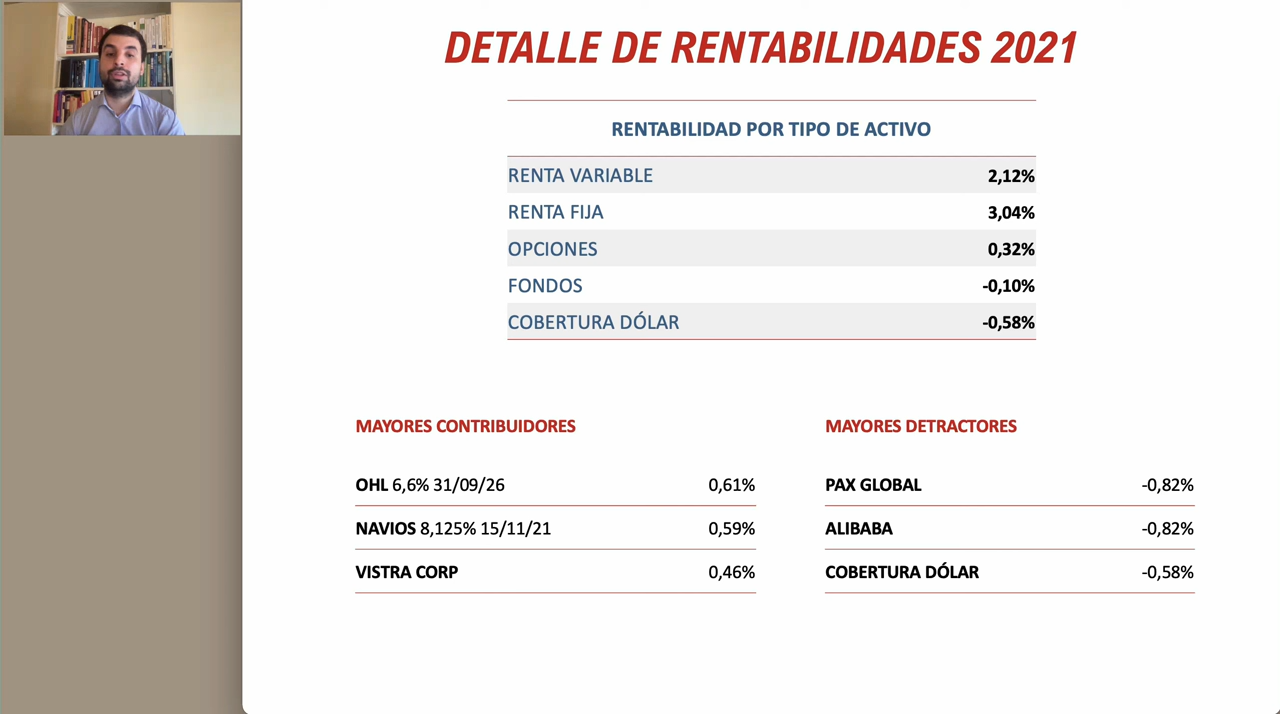 DETALLE DE RENTABILIDADES 2021
RENTABILIDAD POR TIPO DE ACTIVO
RENTA VARIABLE 2,12%
RENTA FIJA 3,04%
OPCIONES 0,32%
FONDOS -0,10%
COBERTURA DÓLAR -0,58%
MAYORES CONTRIBUIDORES
OHL 6,6% 31/09/26 0,61%
NAVIOS 8,125% 15/11/21 0,59%
VISTRA CORP 0,46%
MAYORES DETRACTORES
PAX GLOBAL -0,82%
ALIBABA -0,82%
COBERTURA DÓLAR -0,58%